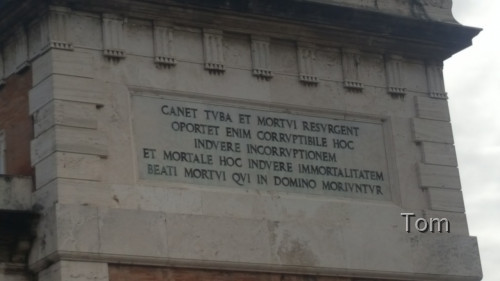 CANET TVBA ET MORTVI RESVRGENT
OPORTET ENIM CORRVPTIBILE HOC
INDVERE INCORRVPTIONEM
ET MORTALE HOC INDVERE IMMORTALITATEM
BEATI MORTVI QVI IN DOMINO MORIVNTVR
Tom